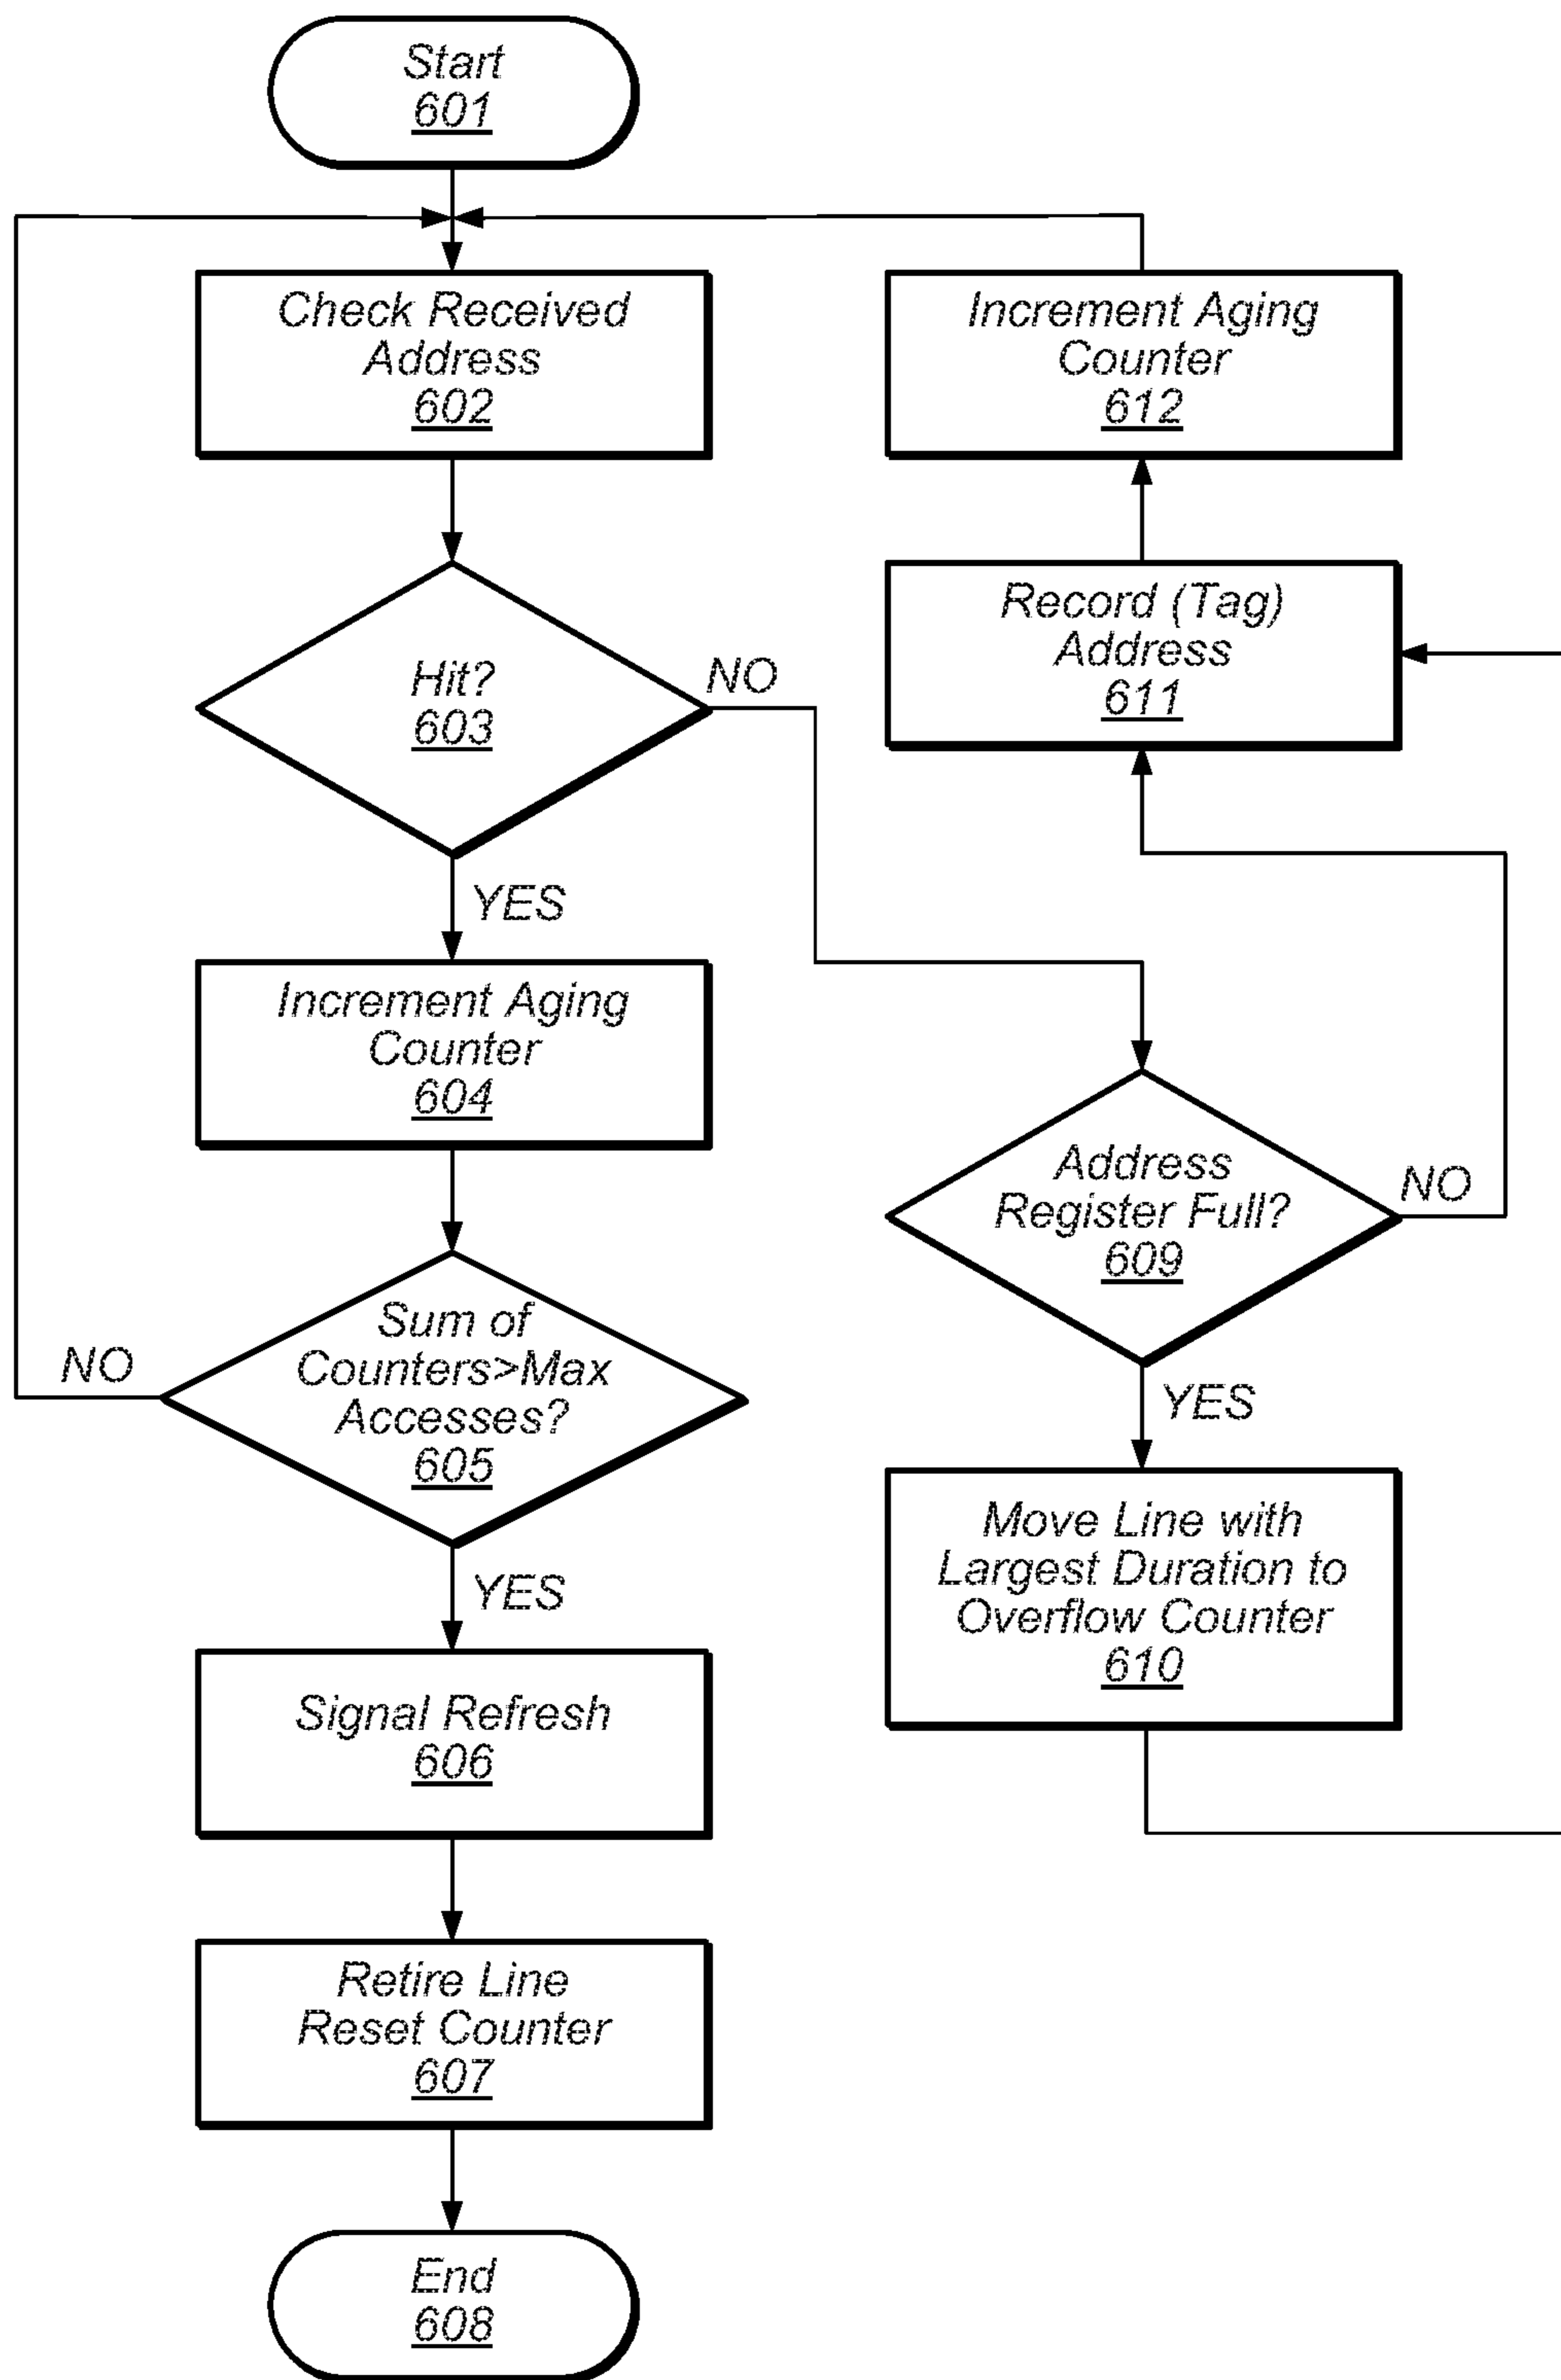 Start
601
Check Received
Address
602
Hit?
603
NO
YES
Increment Aging
Counter
604
Sum of
Counters>Max
Accesses?
605
NO
YES
Signal Refresh
606
Retire Line
Reset Counter
607
End
608
Increment Aging
Counter
612
Record (Tag)
Address
611
Address
Register Full?
609
NO
YES
Move Line with
Largest Duration to
Overflow Counter
610